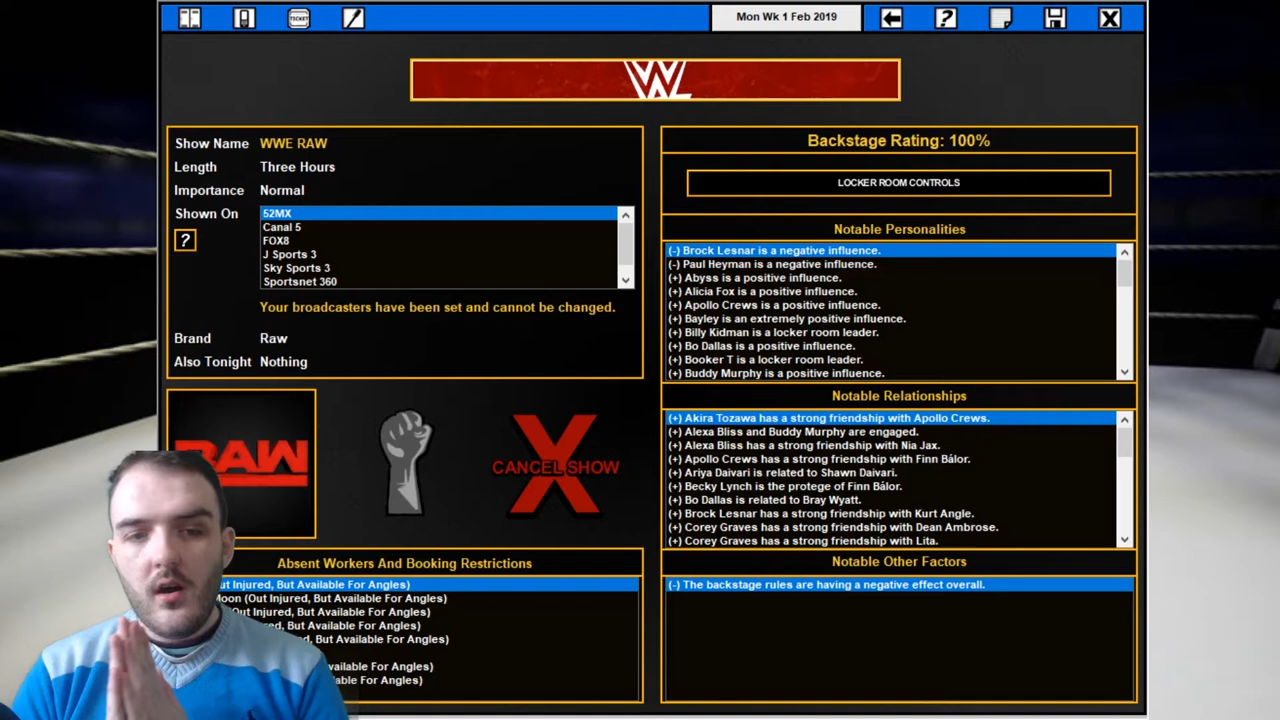 TICKET
Mon Wk 1 Feb 2019
?
X
W
Show Name WWE RAW
Length Three Hours
Importance Normal
Shown On 52MX
?
Canal 5
FOX8
J Sports 3
Sky Sports 3
Sportsnet 360
Your broadcasters have been set and cannot be changed.
Brand Raw
Also Tonight Nothing
RAW
CANCEL SHOW
Absent Workers And Booking Restrictions
ut Injured, But Available For Angles)
Moon (Out Injured, But Available For Angles)
Out Injured, But Available For Angles)
red, But Available For Angles)
, But Available For Angles)
vailable For Angles)
ble For Angles)
Backstage Rating: 100%
LOCKER ROOM CONTROLS
Notable Personalities
(-) Brock Lesnar is a negative influence.
(-) Paul Heyman is a negative influence.
(+) Abyss is a positive influence.
(+) Alicia Fox is a positive influence.
(+) Apollo Crews is a positive influence.
(+) Bayley is an extremely positive influence.
(+) Billy Kidman is a locker room leader.
(+) Bo Dallas is a positive influence.
(+) Booker T is a locker room leader.
(+) Buddy Murphy is a positive influence.
Notable Relationships
(+) Akira Tozawa has a strong friendship with Apollo Crews.
(+) Alexa Bliss and Buddy Murphy are engaged.
(+) Alexa Bliss has a strong friendship with Nia Jax.
(+) Apollo Crews has a strong friendship with Finn Bálor.
(+) Ariya Daivari is related to Shawn Daivari.
(+) Becky Lynch is the protege of Finn Bálor.
(+) Bo Dallas is related to Bray Wyatt.
(+) Brock Lesnar has a strong friendship with Kurt Angle.
(+) Corey Graves has a strong friendship with Dean Ambrose.
(+) Corey Graves has a strong friendship with Lita.
Notable Other Factors
(-) The backstage rules are having a negative effect overall.